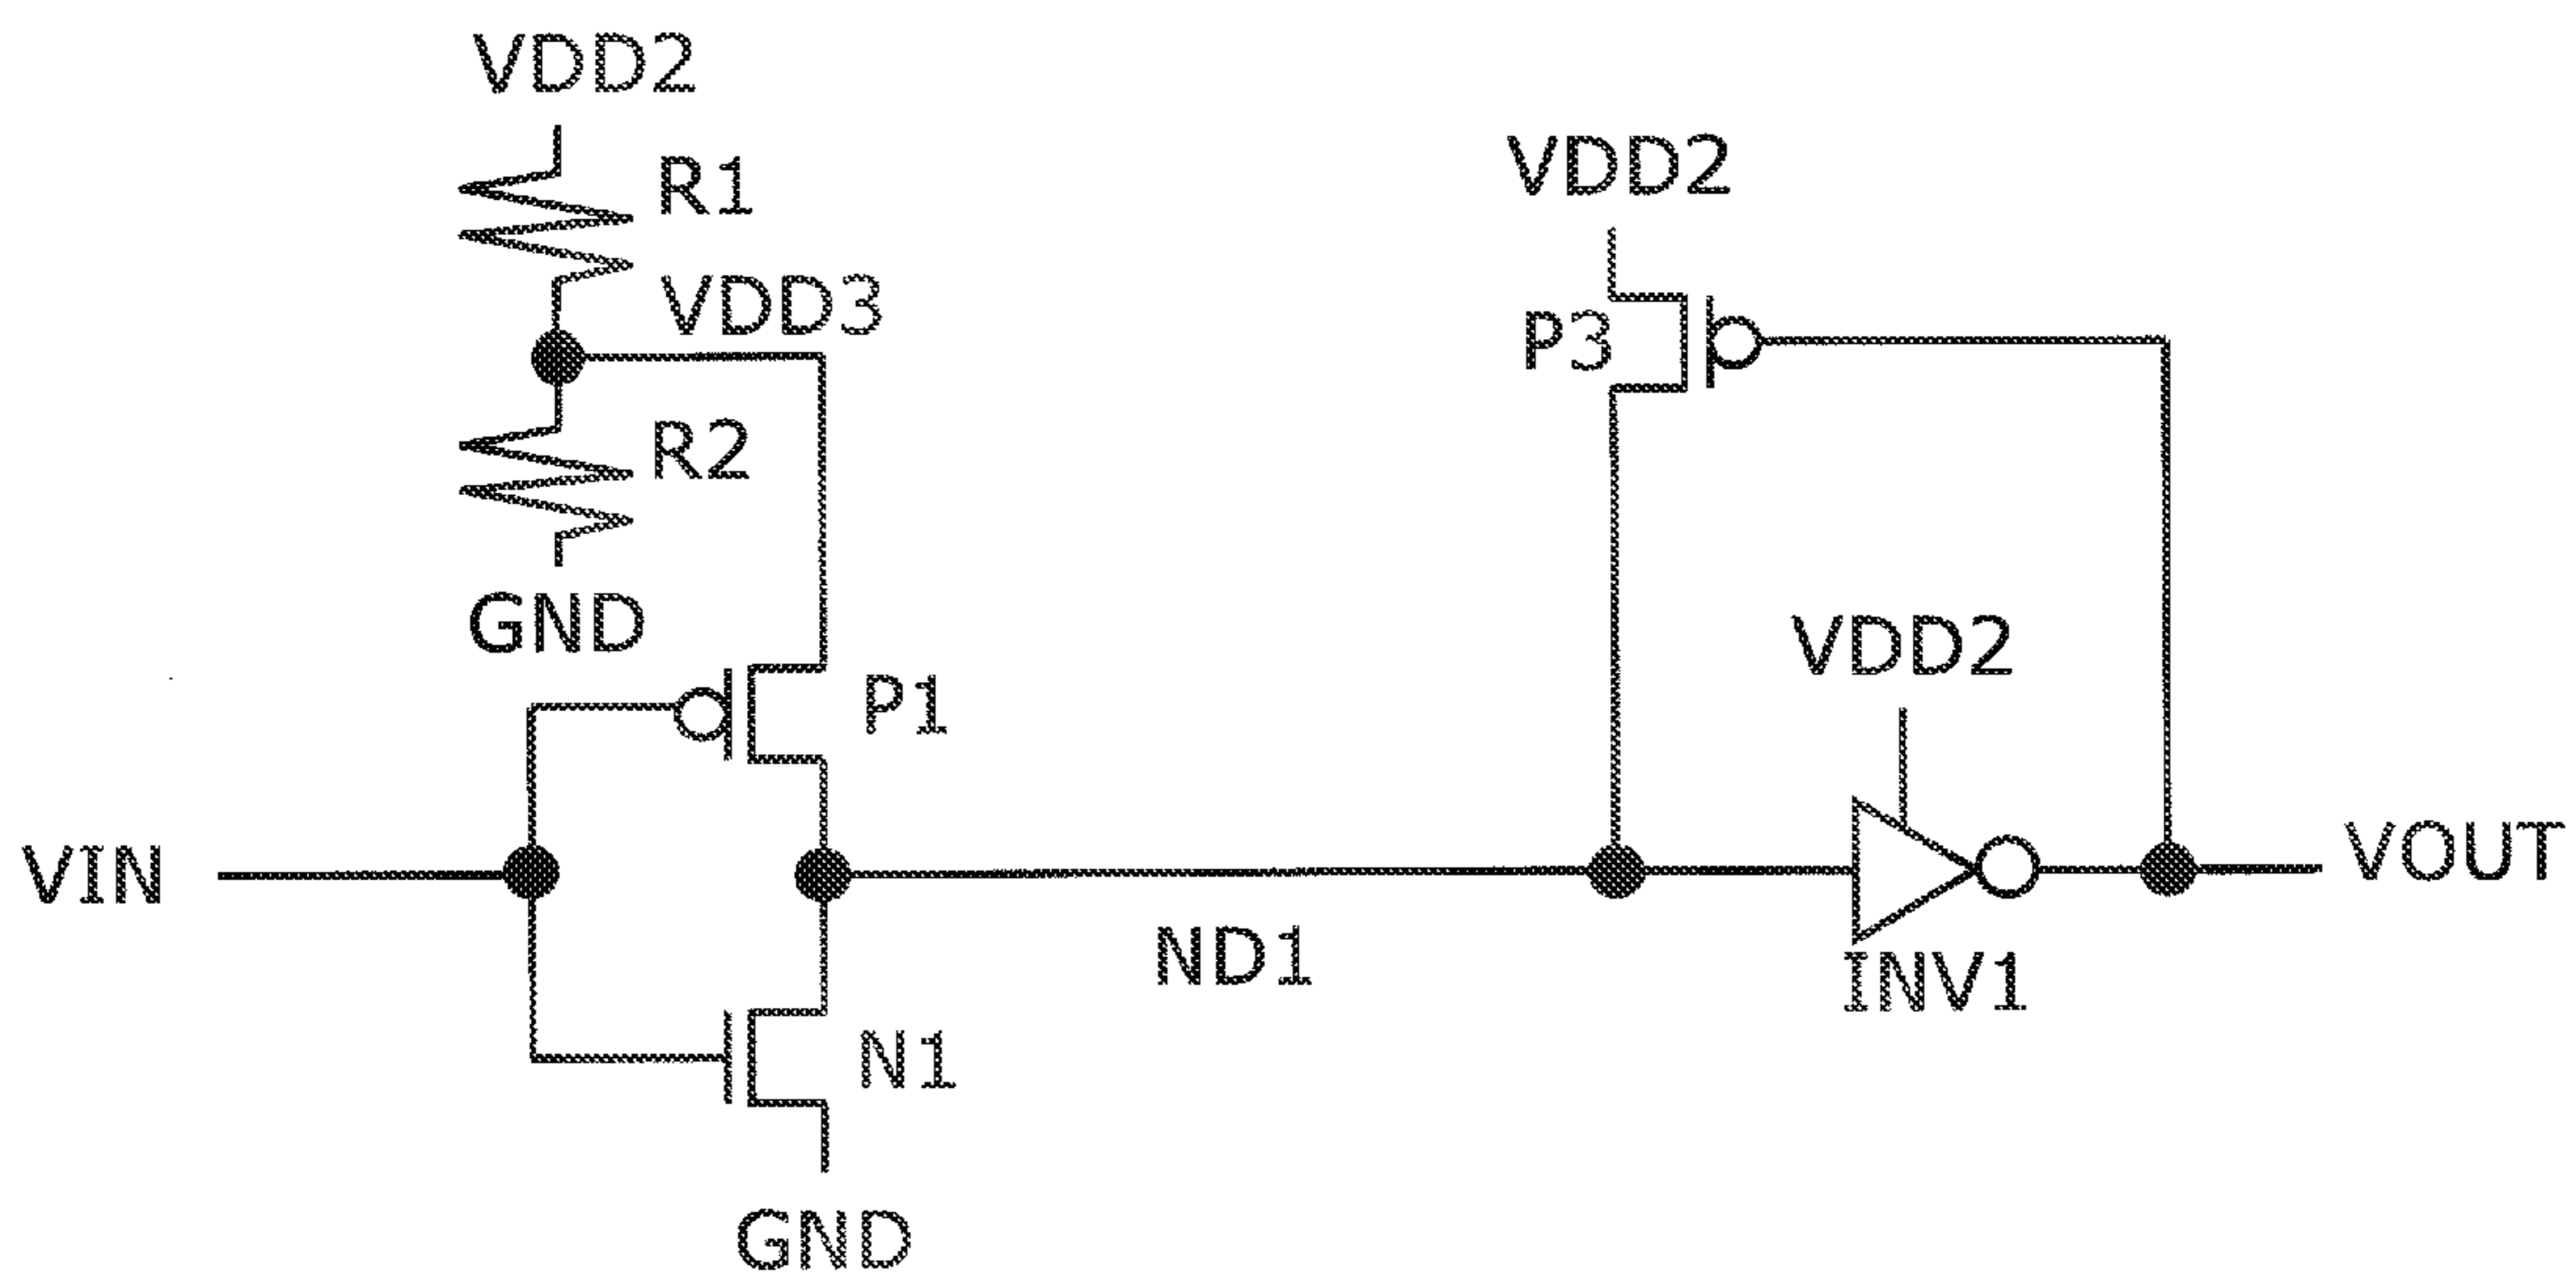 VDD2
R1
VDD2
VDD3
P3
R2
GND
VDD2
P1
VIN
VOUT
ND1
INV1
N1
GND